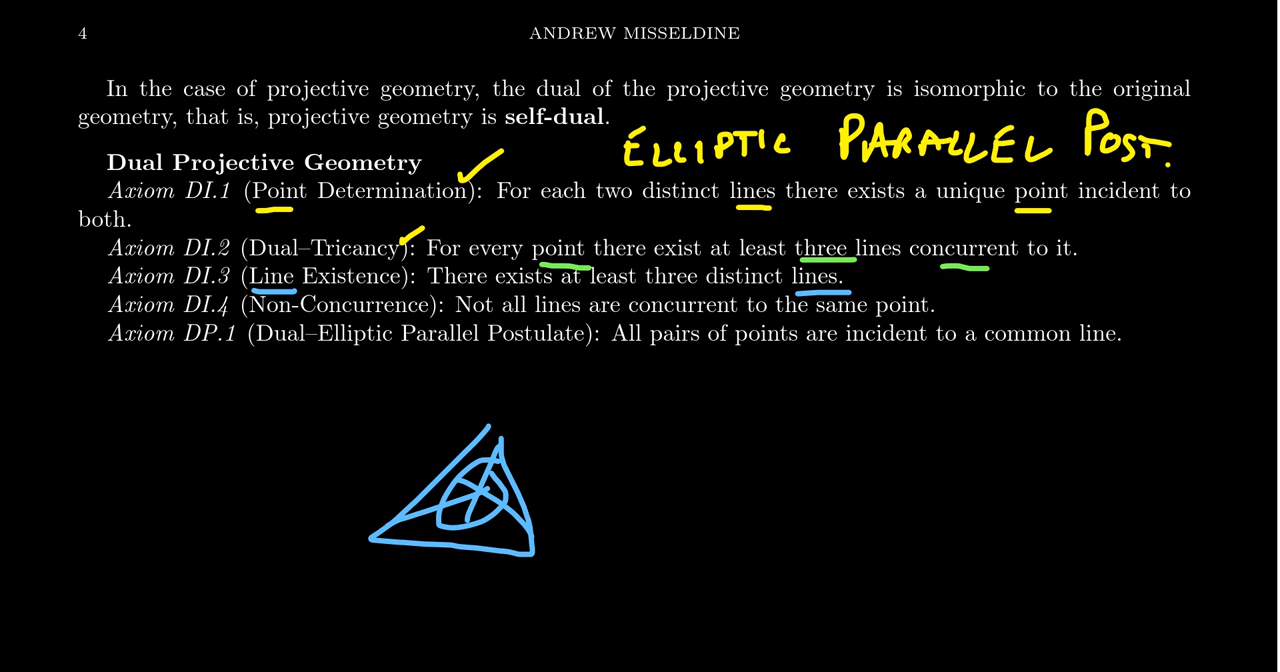 4 ANDREW MISSELDINE
In the case of projective geometry, the dual of the projective geometry is isomorphic to the original
geometry, that is, projective geometry is self-dual.
ELLIPTIC PARALLEL POST.
Dual Projective Geometry
Axiom DI.1 (Point Determination): For each two distinct lines there exists a unique point incident to
both.
Axiom DI.2 (Dual–Tricancy): For every point there exist at least three lines concurrent to it.
Axiom DI.3 (Line Existence): There exists at least three distinct lines.
Axiom DI.4 (Non-Concurrence): Not all lines are concurrent to the same point.
Axiom DP.1 (Dual–Elliptic Parallel Postulate): All pairs of points are incident to a common line.